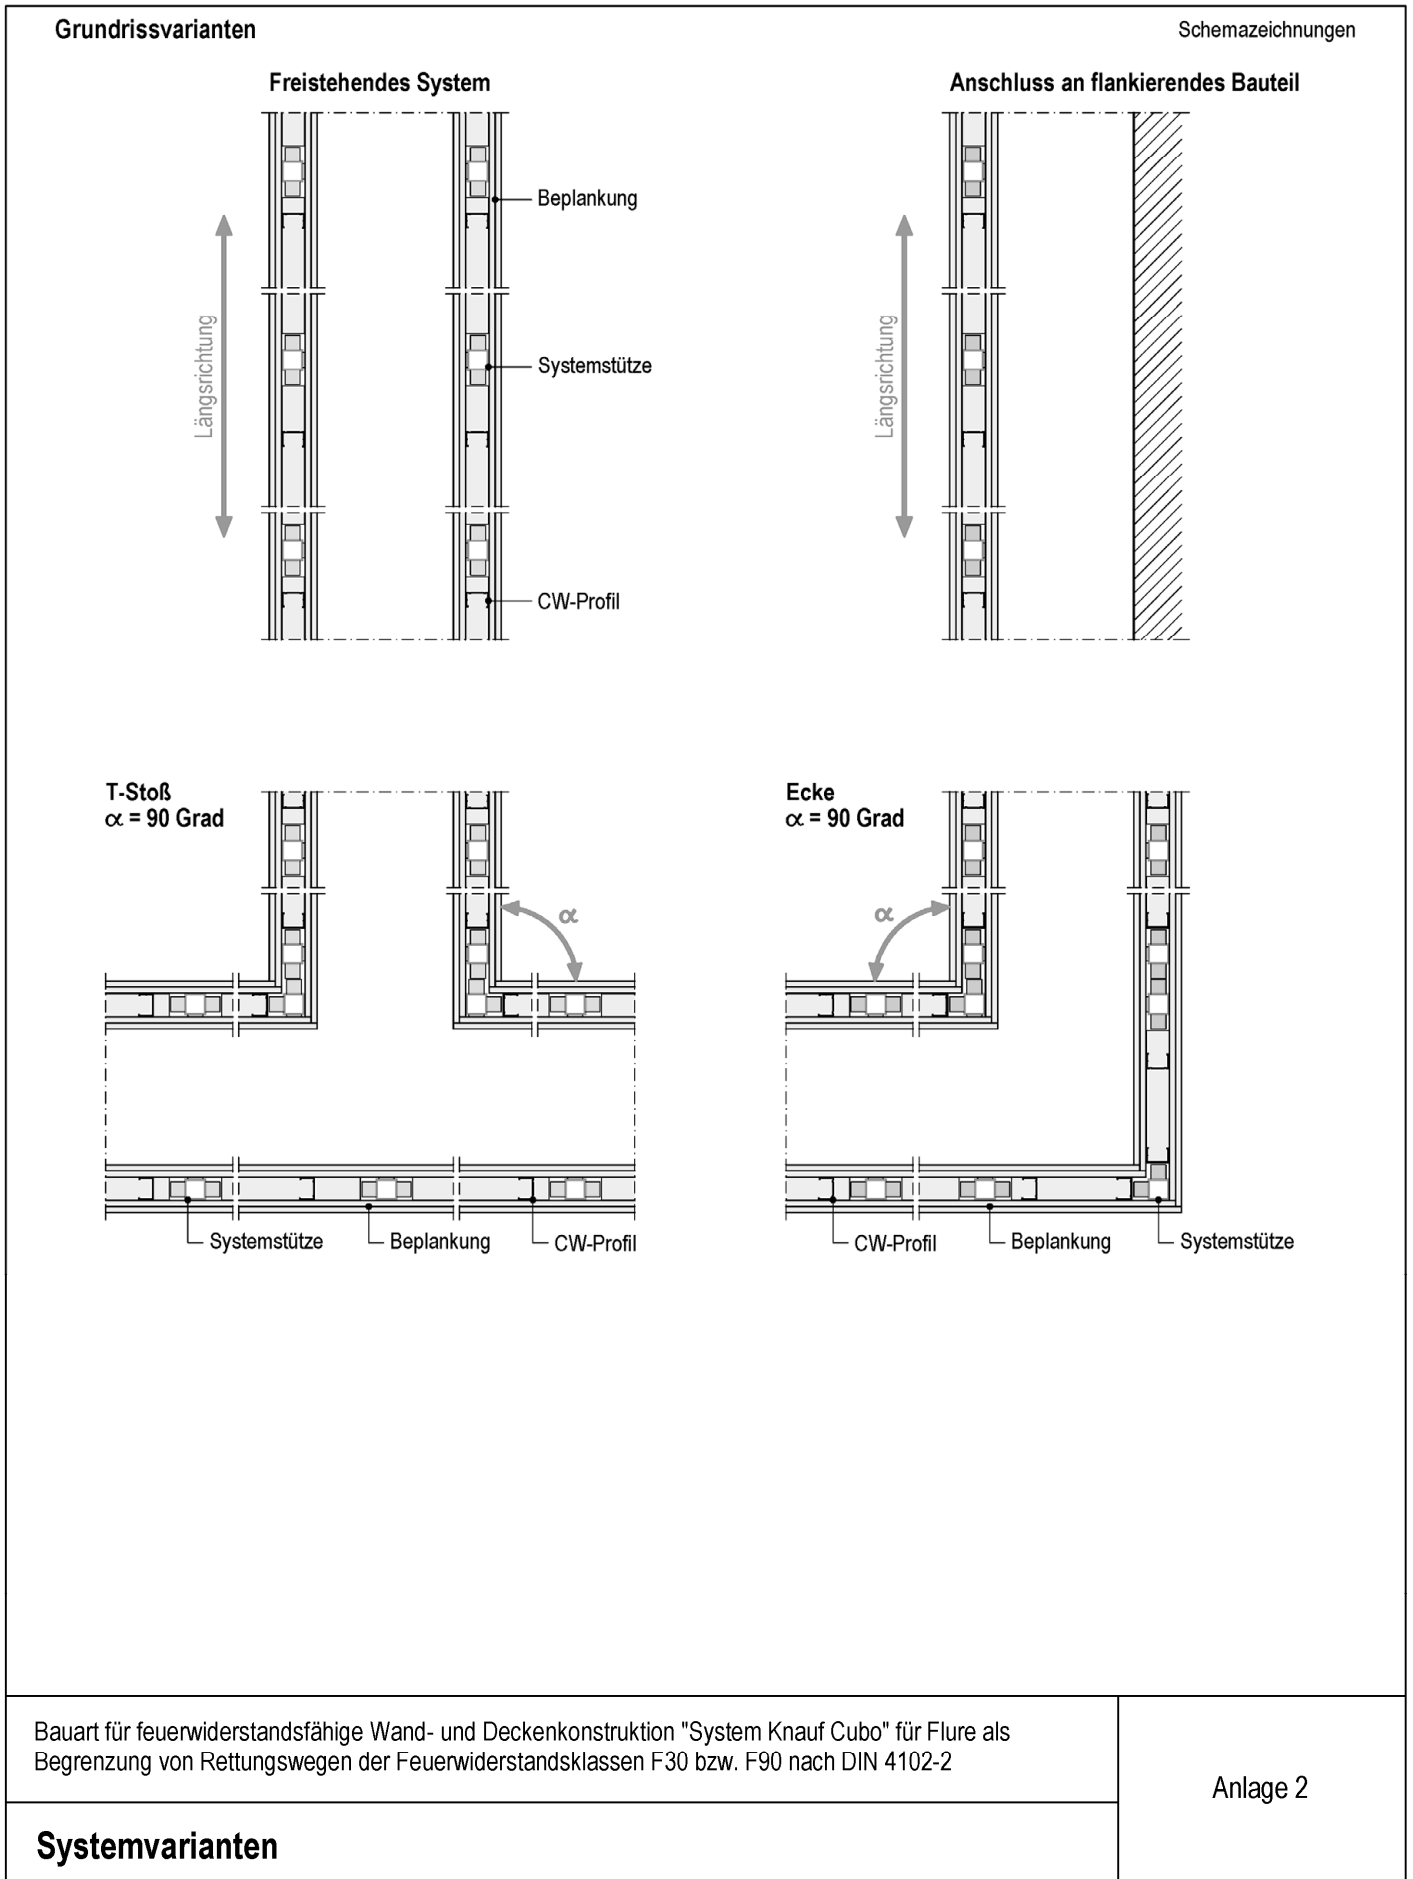 Grundrissvarianten
Schemazeichnungen
Freistehendes System
Anschluss an flankierendes Bauteil
Beplankung
Längsrichtung
Längsrichtung
Systemstütze
CW-Profil
T-Stoß
α = 90 Grad
Ecke
α = 90 Grad
α
α
Systemstütze
Beplankung
CW-Profil
CW-Profil
Beplankung
Systemstütze
Bauart für feuerwiderstandsfähige Wand- und Deckenkonstruktion "System Knauf Cubo" für Flure als
Begrenzung von Rettungswegen der Feuerwiderstandsklassen F30 bzw. F90 nach DIN 4102-2
Anlage 2
Systemvarianten